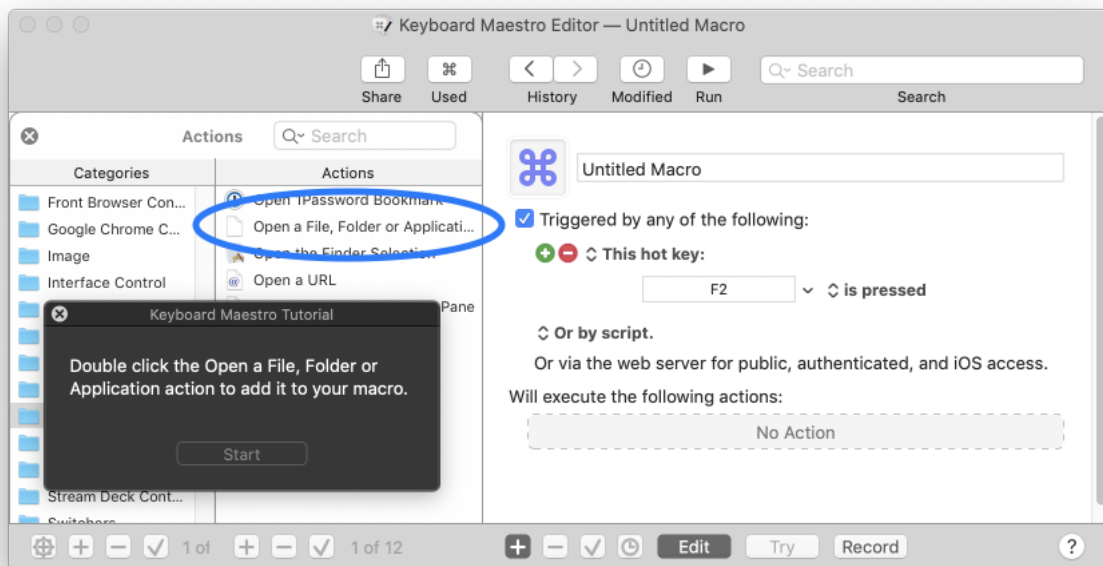 Keyboard Maestro Editor — Untitled Macro
Share Used History Modified Run Search
Search
Actions Search
Categories Actions
Front Browser Con... Open 1Password Bookmark
Google Chrome C... Open a File, Folder or Applicati...
Image Open the Finder Selection
Interface Control Open a URL
Pane
Keyboard Maestro Tutorial
Double click the Open a File, Folder or
Application action to add it to your macro.
Start
Stream Deck Cont...
Switchers
Untitled Macro
Triggered by any of the following:
This hot key:
F2 is pressed
Or by script.
Or via the web server for public, authenticated, and iOS access.
Will execute the following actions:
No Action
1 of 1 of 12 Edit Try Record ?